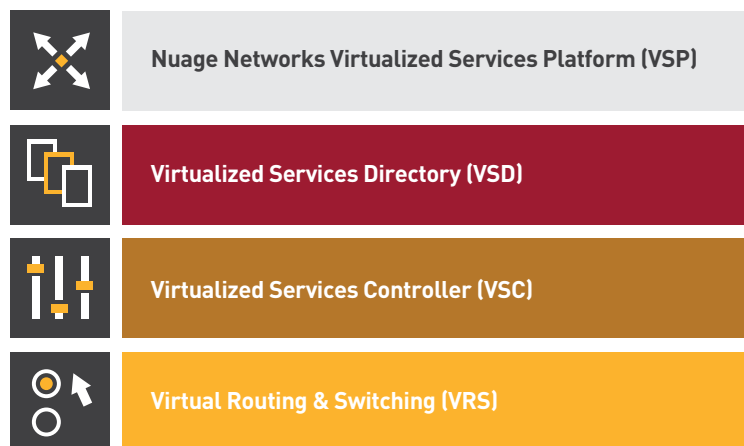 Nuage Networks Virtualized Services Platform (VSP)
Virtualized Services Directory (VSD)
Virtualized Services Controller (VSC)
Virtual Routing & Switching (VRS)